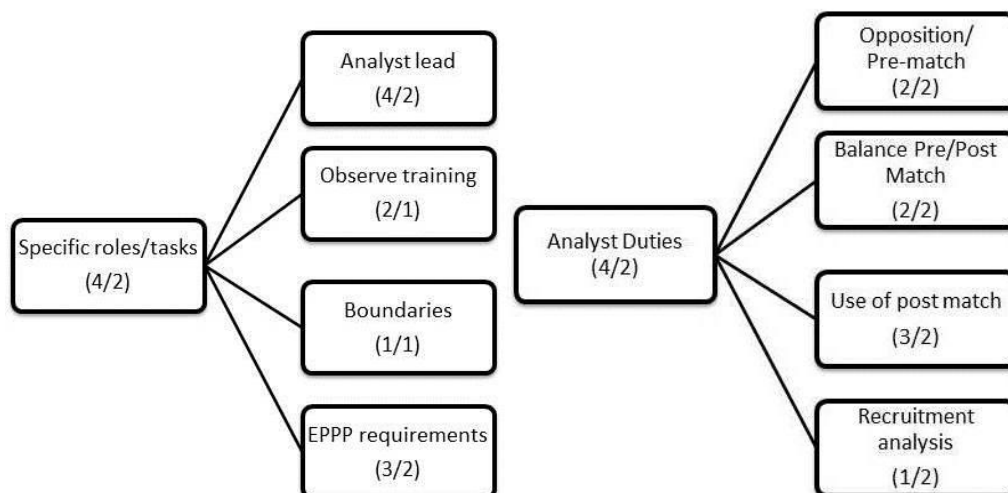 Specific roles/tasks
(4/2)
Analyst lead
(4/2)
Observe training
(2/1)
Boundaries
(1/1)
EPPP requirements
(3/2)
Analyst Duties
(4/2)
Opposition/
Pre-match
(2/2)
Balance Pre/Post
Match
(2/2)
Use of post match
(3/2)
Recruitment
analysis
(1/2)